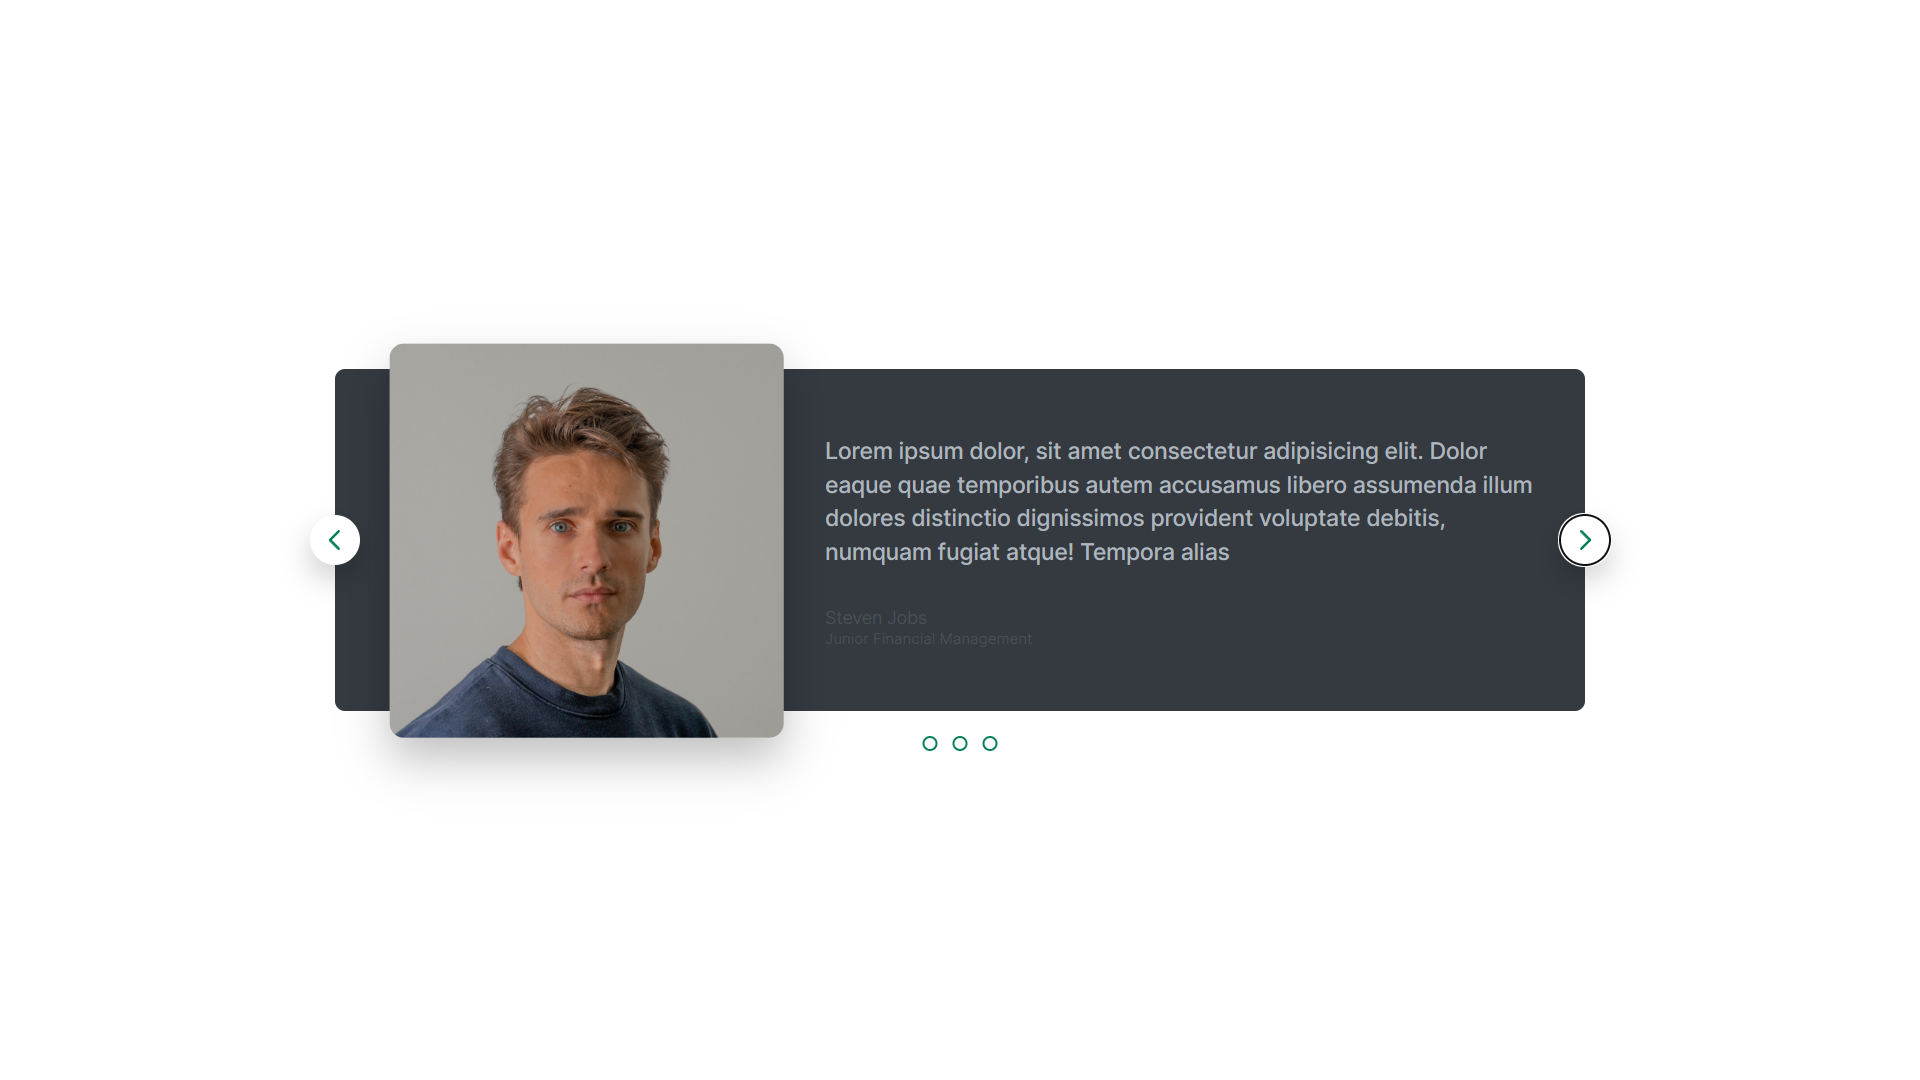 Lorem ipsum dolor, sit amet consectetur adipisicing elit. Dolor
eaque quae temporibus autem accusamus libero assumenda illum
dolores distinctio dignissimos provident voluptate debitis,
numquam fugiat atque! Tempora alias
Steven Jobs
Junior Financial Management